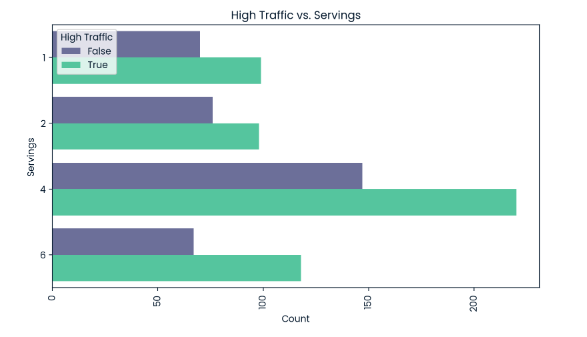 High Traffic vs. Servings
High Traffic
False
True
1
2
4
6
Servings
0
50
100
150
200
Count